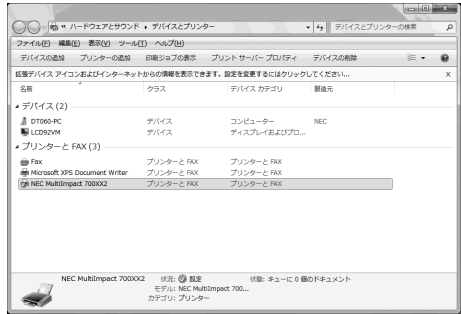 « ハードウェアとサウンド ▸ デバイスとプリンター
デバイスとプリンターの検索
ファイル(F) 編集(E) 表示(V) ツール(T) ヘルプ(H)
デバイスの追加 プリンターの追加 印刷ジョブの表示 プリント サーバー プロパティ デバイスの削除
拡張デバイス アイコンおよびインターネットからの情報を表示できます。設定を変更するにはクリックしてください... x
名前 クラス デバイス カテゴリ 製造元
デバイス (2)
DT060-PC デバイス コンピューター NEC
LCD92VM デバイス ディスプレイおよびプロ...
プリンターと FAX (3)
Fax プリンターと FAX プリンターと FAX
Microsoft XPS Document Writer プリンターと FAX プリンターと FAX
NEC MultiImpact 700XX2 プリンターと FAX プリンターと FAX
NEC MultiImpact 700XX2 状況: 既定 状態: キューに 0 個のドキュメント
モデル: NEC MultiImpact 700...
カテゴリ: プリンター